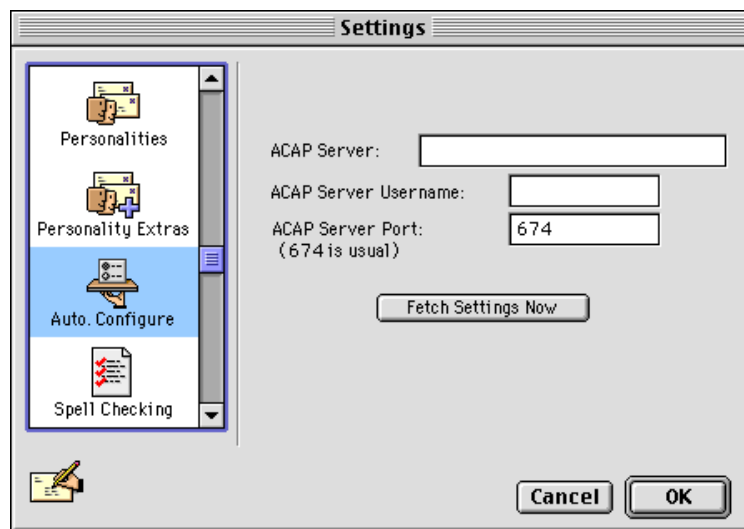 Settings
Personalities
Personality Extras
Auto. Configure
Spell Checking
ACAP Server:
ACAP Server Username:
ACAP Server Port:
674
(674 is usual)
Fetch Settings Now
Cancel
OK